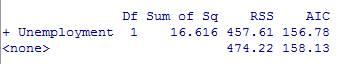 Df Sum of Sq RSS AIC
+ Unemployment 1 16.616 457.61 156.78
<none> 474.22 158.13